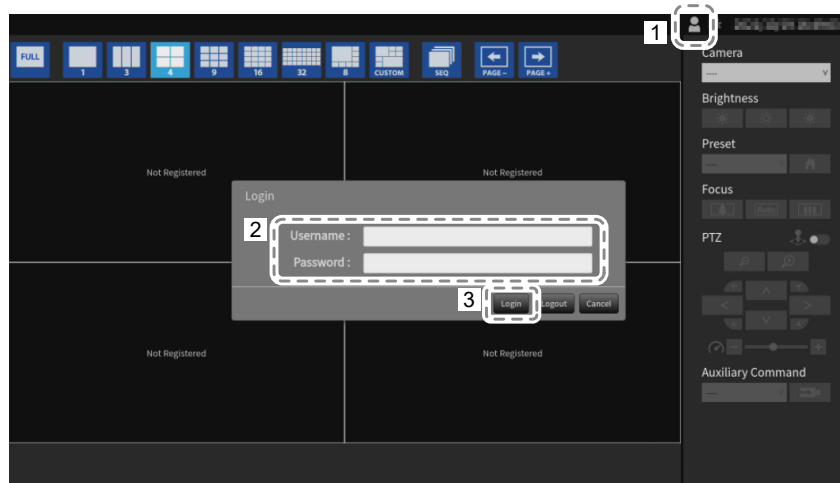 1
FULL
1
3
4
9
16
32
8
CUSTOM
SEQ
PAGE −
PAGE +
Camera
----
Brightness
Preset
----
Focus
Auto
PTZ
Auxiliary Command
----
Not Registered
Not Registered
Login
2
Username :
Password :
3
Login
Logout
Cancel
Not Registered
Not Registered